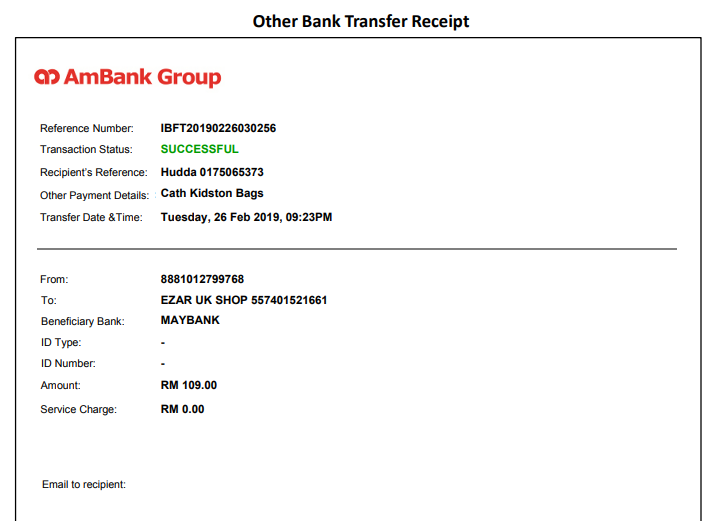 Other Bank Transfer Receipt
AmBank Group
Reference Number: IBFT20190226030256
Transaction Status: SUCCESSFUL
Recipient's Reference: Hudda 0175065373
Other Payment Details: Cath Kidston Bags
Transfer Date &Time: Tuesday, 26 Feb 2019, 09:23PM
From: 8881012799768
To: EZAR UK SHOP 557401521661
Beneficiary Bank: MAYBANK
ID Type: -
ID Number: -
Amount: RM 109.00
Service Charge: RM 0.00
Email to recipient: